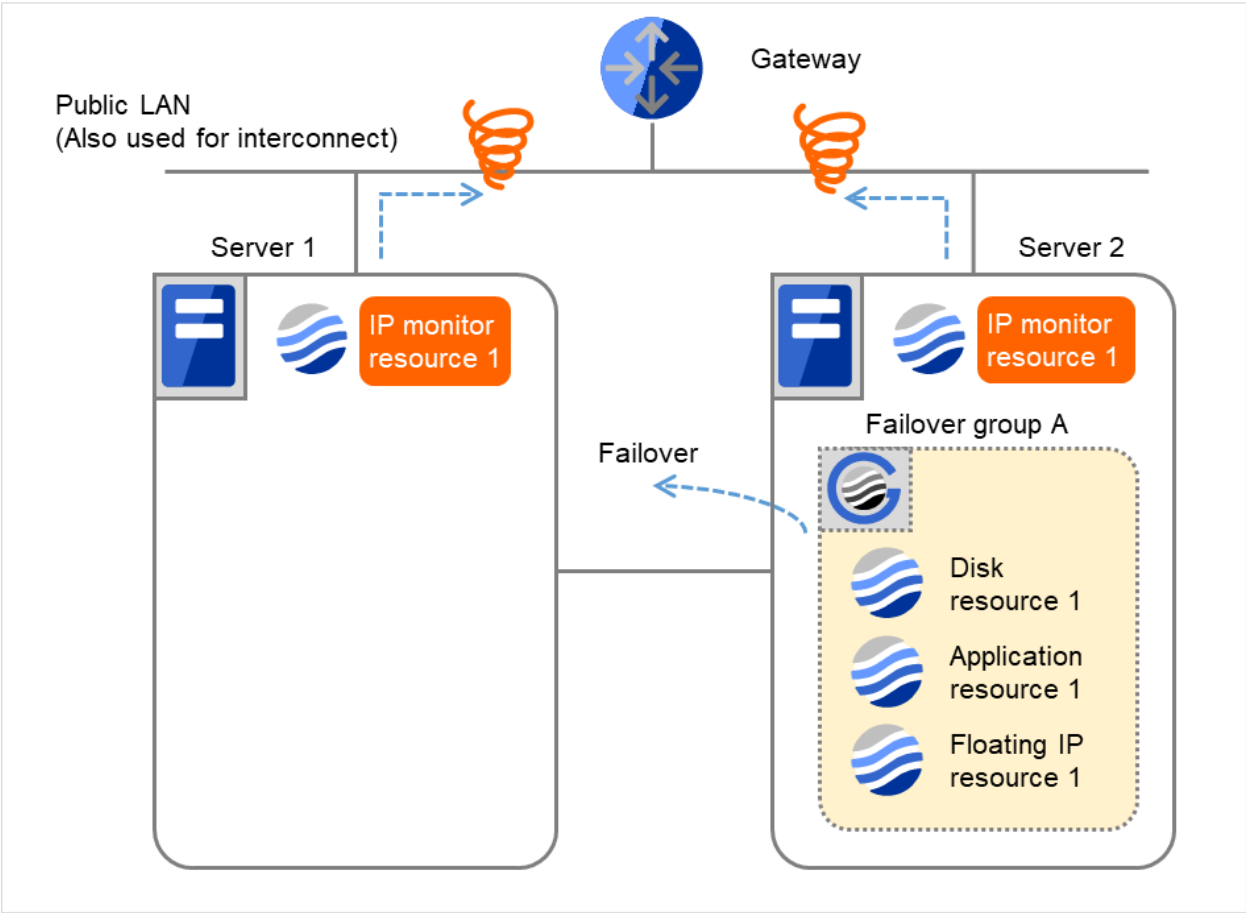 Gateway
Public LAN
(Also used for interconnect)
Server 1
Server 2
IP monitor
resource 1
IP monitor
resource 1
Failover group A
Failover
Disk
resource 1
Application
resource 1
Floating IP
resource 1